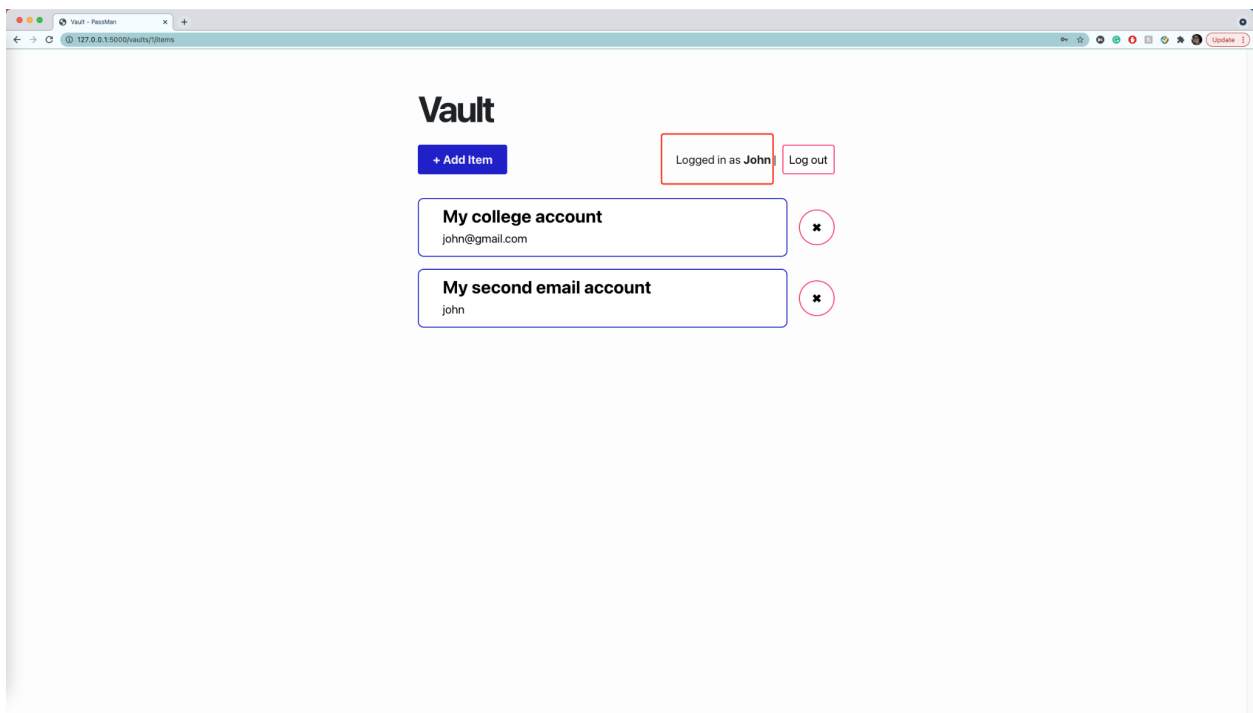 Vault - PassMan
127.0.0.1:5000/vaults/1/items
Update
Vault
+ Add Item
Logged in as John |
Log out
My college account
john@gmail.com
My second email account
john